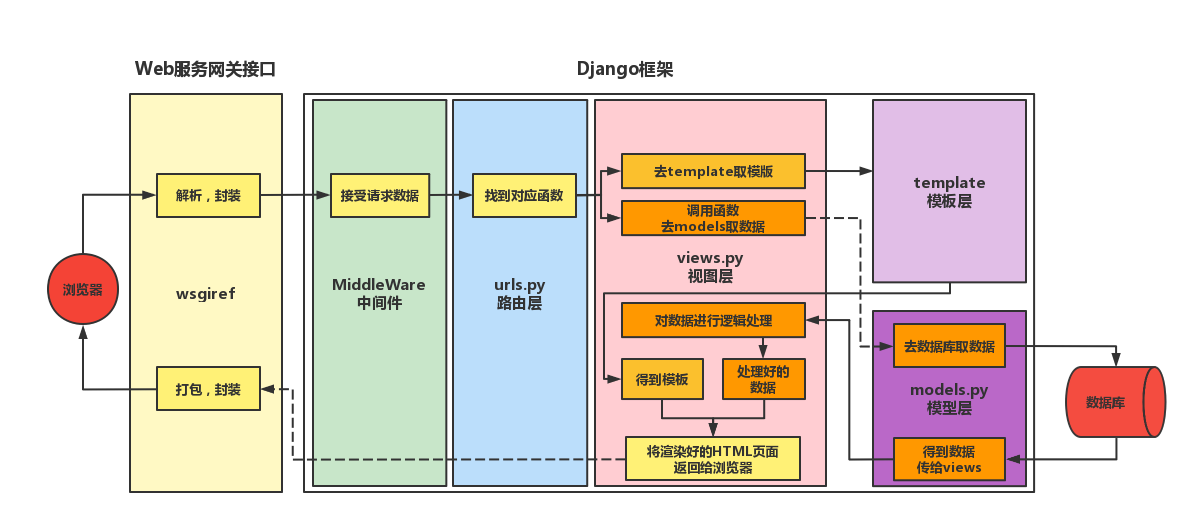 Web服务网关接口
Django框架
解析，封装
接受请求数据
找到对应函数
去template取模版
调用函数
去models取数据
template
模板层
浏览器
wsgiref
MiddleWare
中间件
urls.py
路由层
views.py
视图层
对数据进行逻辑处理
去数据库取数据
打包，封装
得到模板
处理好的
数据
models.py
模型层
数据库
将渲染好的HTML页面
返回给浏览器
得到数据
传给views